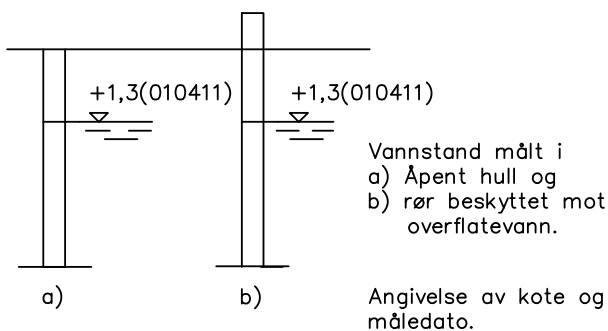 +1,3(010411)
+1,3(010411)
Vannstand målt i
a) Åpent hull og
b) rør beskyttet mot
overflatevann.
a)
b)
Angivelse av kote og
måledato.